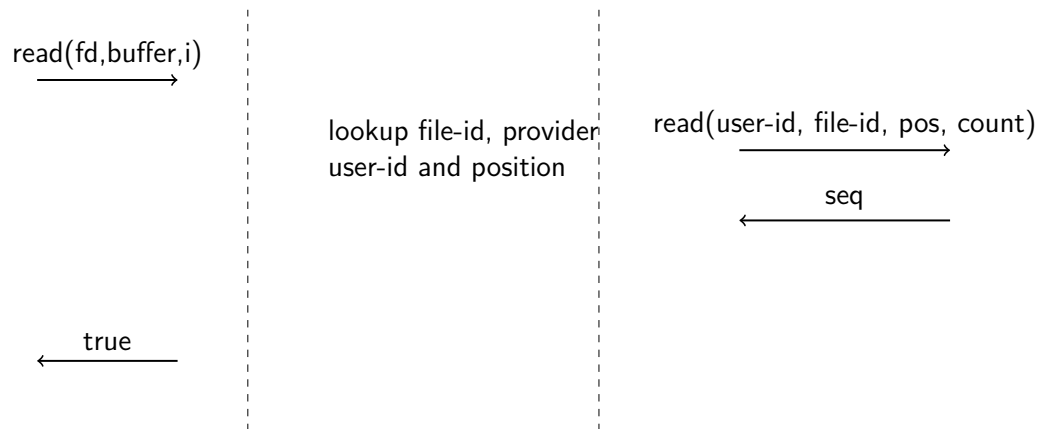 read(fd,buffer,i)
lookup file-id, provider
user-id and position
read(user-id, file-id, pos, count)
seq
true